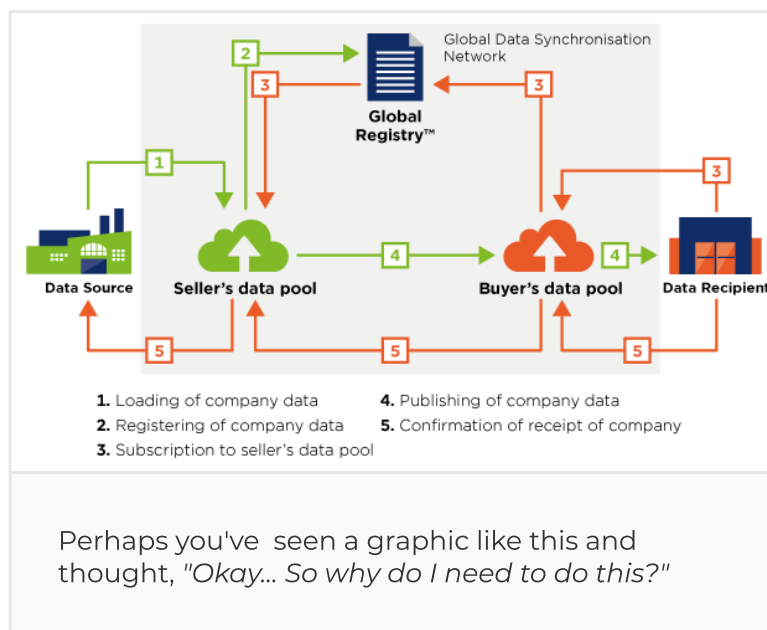 Global Data Synchronisation
Network
2
3
3
Global
Registry™
1
3
4
4
Data Source
Seller's data pool
Buyer's data pool
Data Recipient
5
5
5
1. Loading of company data
4. Publishing of company data
2. Registering of company data
5. Confirmation of receipt of company
3. Subscription to seller's data pool
Perhaps you've  seen a graphic like this and
thought, "Okay... So why do I need to do this?"